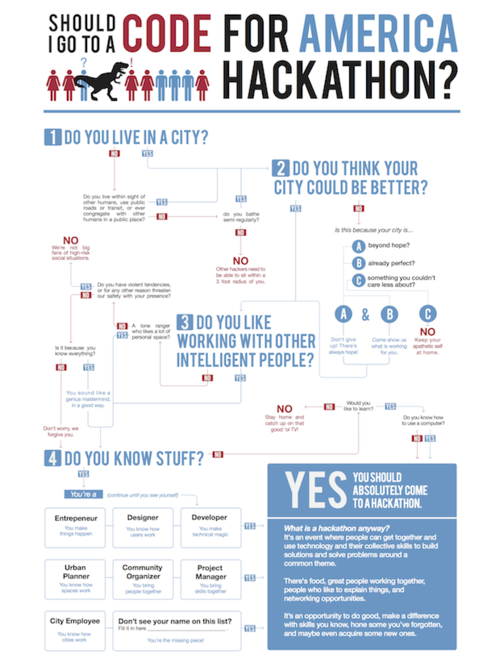 SHOULD
I GO TO A
CODE FOR AMERICA
HACKATHON?
?
!
1 DO YOU LIVE IN A CITY?
NO
YES
2 DO YOU THINK YOUR
CITY COULD BE BETTER?
YES
NO
Do you live within sight of
other humans, use public
roads or transit, or ever
congregate with other
humans in a public place?
YES
NO
YES
do you bathe
semi-regularly?
NO
NO
Other hackers need to
be able to sit within a
3 foot radius of you.
Is this because your city is...
A beyond hope?
B already perfect?
C something you couldn't
care less about?
A & B
C
Don't give
up! There's
always hope!
Come show us
what is working
for you.
NO
Keep your
apathetic self
at home.
NO
We're not big
fans of high-risk
social situations.
YES
NO
Do you have violent tendencies,
or for any other reason threaten
our safety with your presence?
NO
YES
A lone ranger
who likes a lot of
personal space?
3 DO YOU LIKE
WORKING WITH OTHER
INTELLIGENT PEOPLE?
NO
YES
Is it because you
know everything?
NO
YES
You sound like a
genius mastermind,
in a good way.
Don't worry, we
forgive you.
NO
Stay home and
catch up on that
good 'ol TV!
NO
Would you
like to learn?
YES
Do you know how
to use a computer?
NO
YES
4 DO YOU KNOW STUFF?
NO
YES
You're a
(continue until you see yourself)
Entrepeneur
You make
things happen
Designer
You know how
users work
Developer
You make
technical magic
YES
Urban
Planner
You know how
spaces work
Community
Organizer
You bring
people together
Project
Manager
You bring
skills together
YES
City Employee
You know how
cities work
Don't see your name on this list?
Fill it in here
You're the missing piece!
YES
YES
YOU SHOULD
ABSOLUTELY COME
TO A HACKATHON.
What is a hackathon anyway?
It's an event where people can get together and
use technology and their collective skills to build
solutions and solve problems around a
common theme.
There's food, great people working together,
people who like to explain things, and
networking opportunities.
It's an opportunity to do good, make a difference
with skills you know, hone some you've forgotten,
and maybe even acquire some new ones.